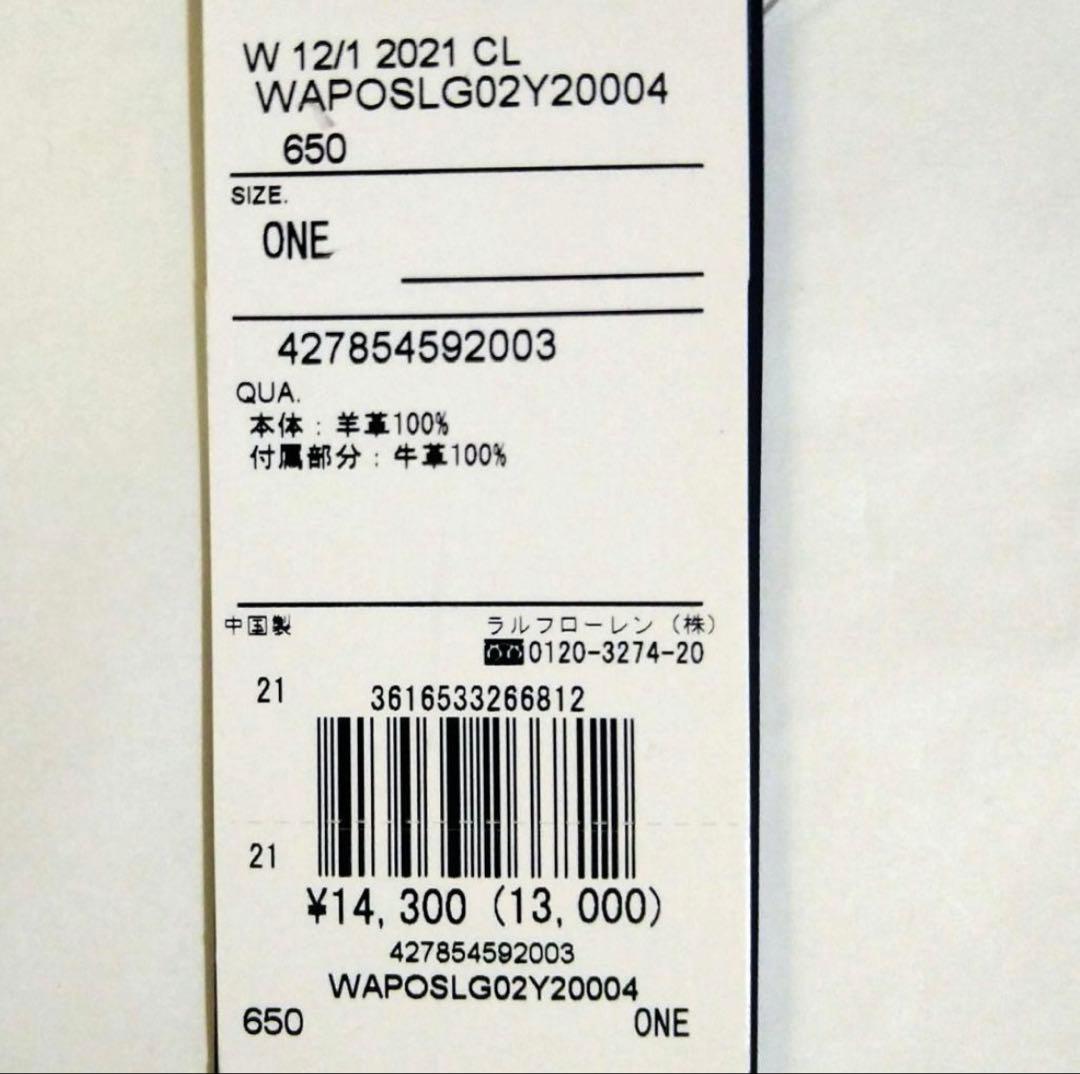 W 12/1 2021 CL
WAPOSLG02Y20004
650
SIZE.
ONE
427854592003
QUA.
本体：羊革100%
付属部分：牛革100%
中国製
ラルフローレン（株）
0120-3274-20
21
3616533266812
21
¥14,300（13,000）
427854592003
WAPOSLG02Y20004
650
ONE